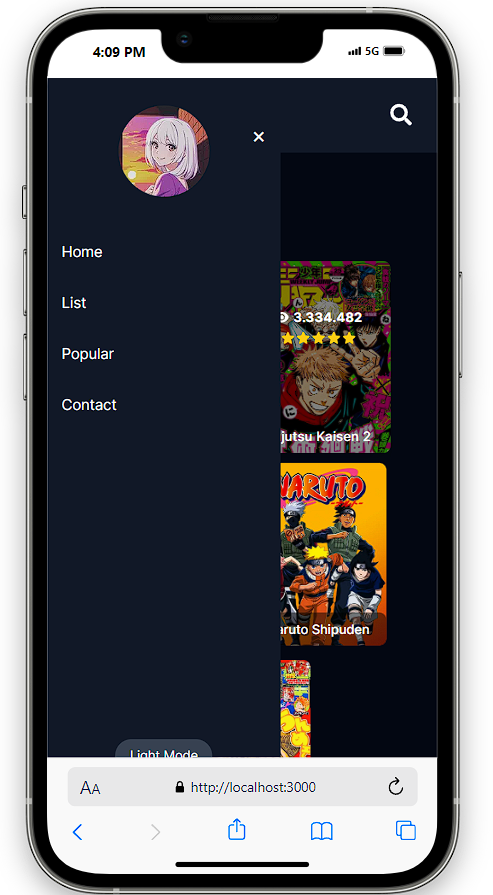 4:09 PM
5G
×
Home
List
Popular
Contact
3.334.482
jutsu Kaisen 2
NARUTO
aruto Shipuden
Light Mode
AA
http://localhost:3000